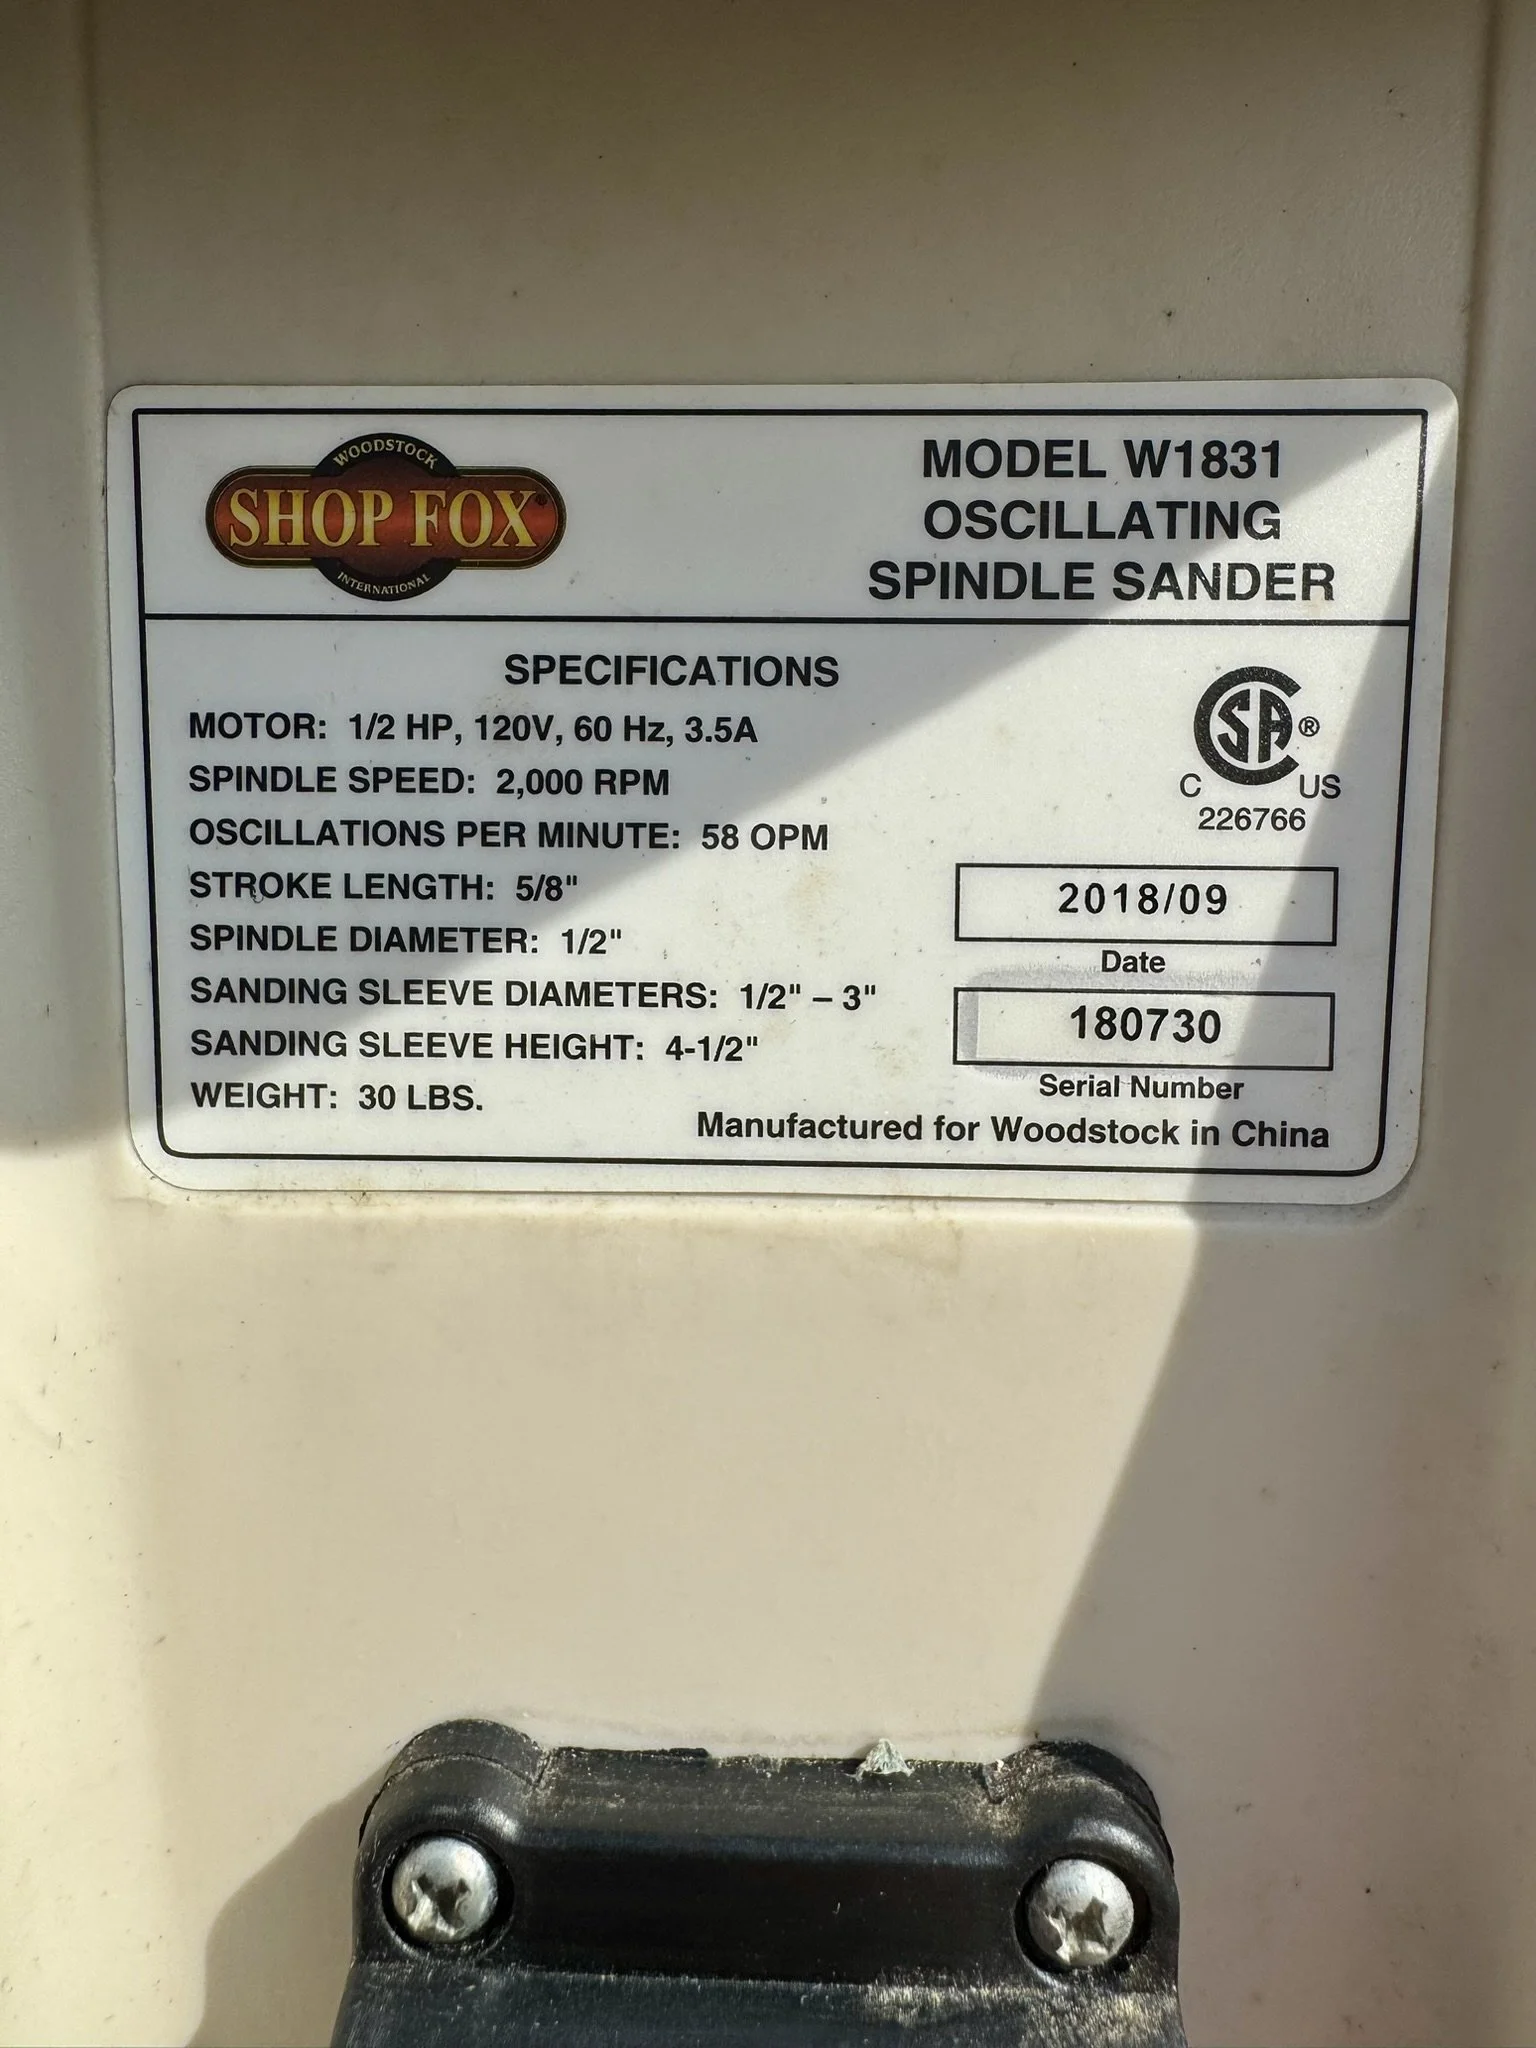 WOODSTOCK
SHOP FOX®
INTERNATIONAL
MODEL W1831
OSCILLATING
SPINDLE SANDER
SPECIFICATIONS
MOTOR: 1/2 HP, 120V, 60 Hz, 3.5A
SPINDLE SPEED: 2,000 RPM
OSCILLATIONS PER MINUTE: 58 OPM
STROKE LENGTH: 5/8"
SPINDLE DIAMETER: 1/2"
SANDING SLEEVE DIAMETERS: 1/2" – 3"
SANDING SLEEVE HEIGHT: 4-1/2"
WEIGHT: 30 LBS.
CSA®
C US
226766
2018/09
Date
180730
Serial Number
Manufactured for Woodstock in China